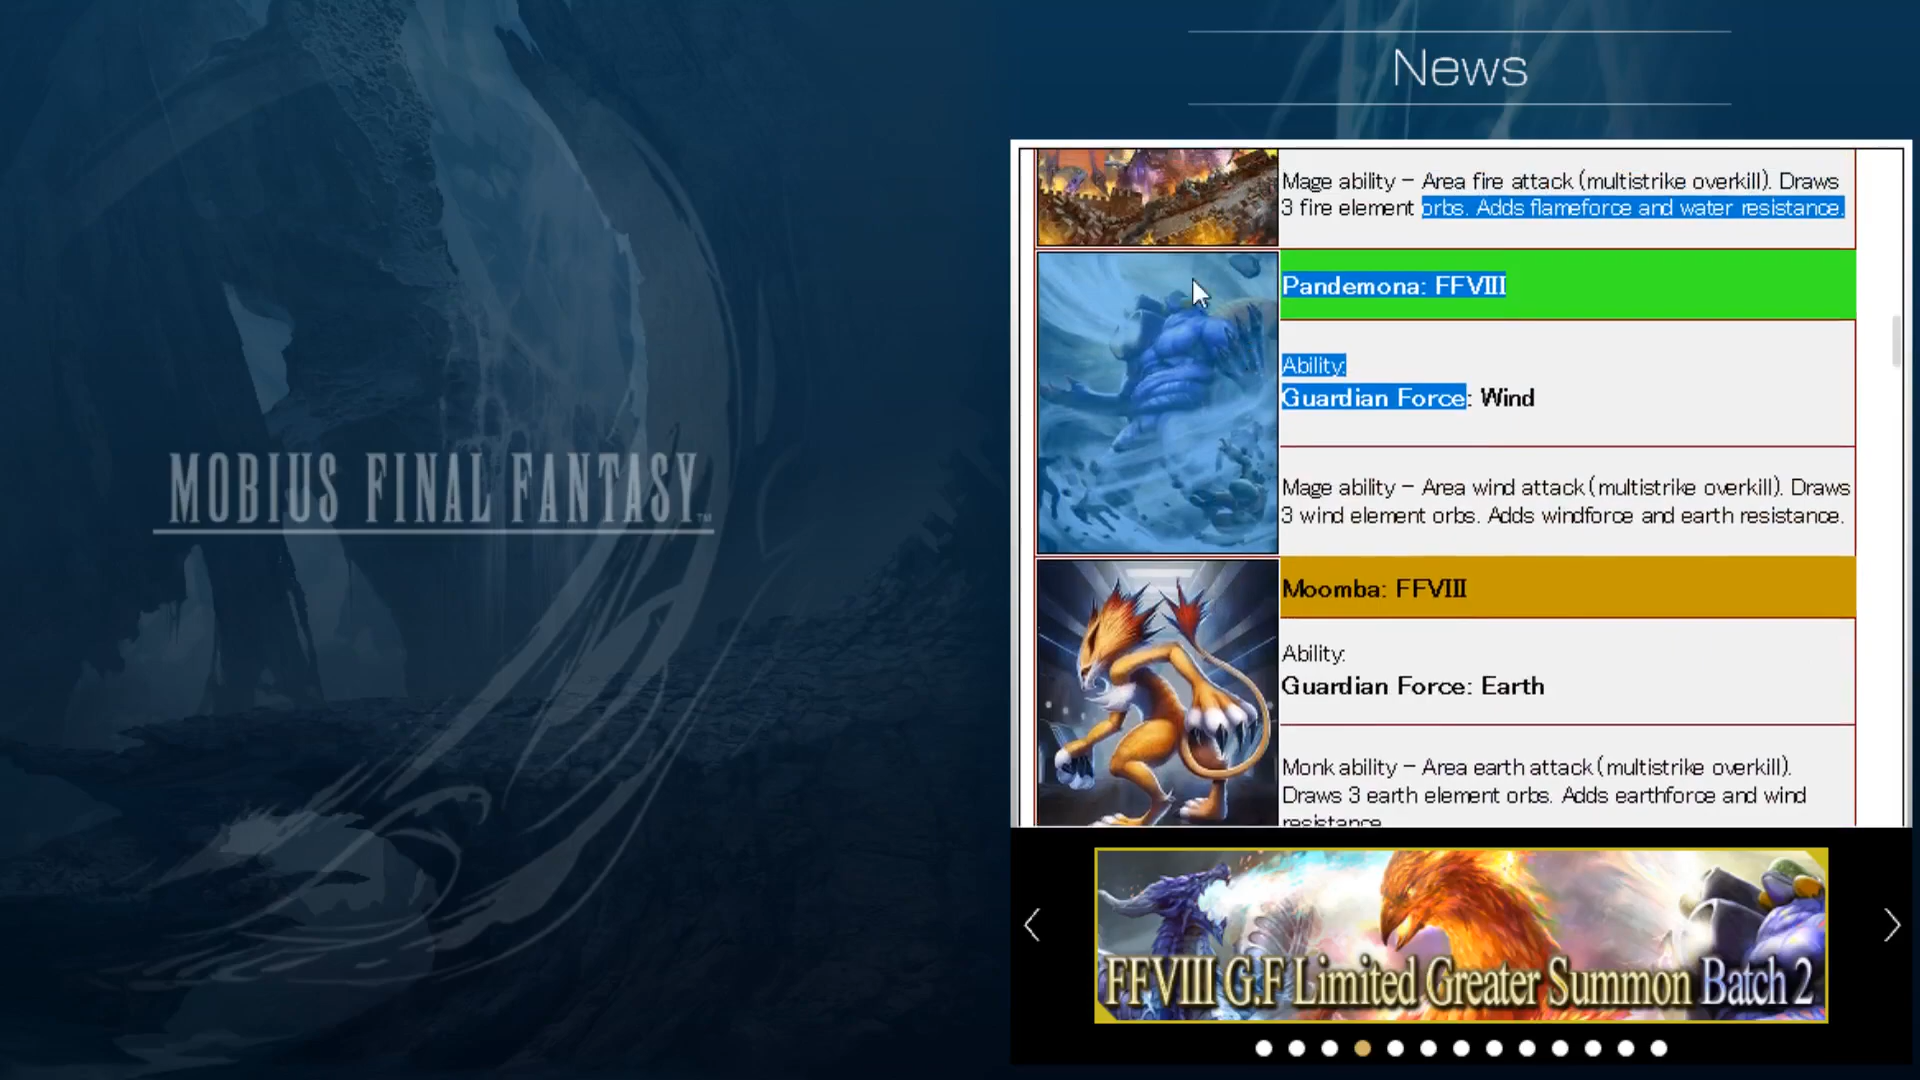 News
MOBIUS FINAL FANTASY™
Mage ability - Area fire attack (multistrike overkill). Draws
3 fire element orbs. Adds flameforce and water resistance.
Pandemona: FFVIII
Ability:
Guardian Force: Wind
Mage ability - Area wind attack (multistrike overkill). Draws
3 wind element orbs. Adds windforce and earth resistance.
Moomba: FFVIII
Ability:
Guardian Force: Earth
Monk ability - Area earth attack (multistrike overkill).
Draws 3 earth element orbs. Adds earthforce and wind
resistance.
FFVIII G.F Limited Greater Summon Batch 2